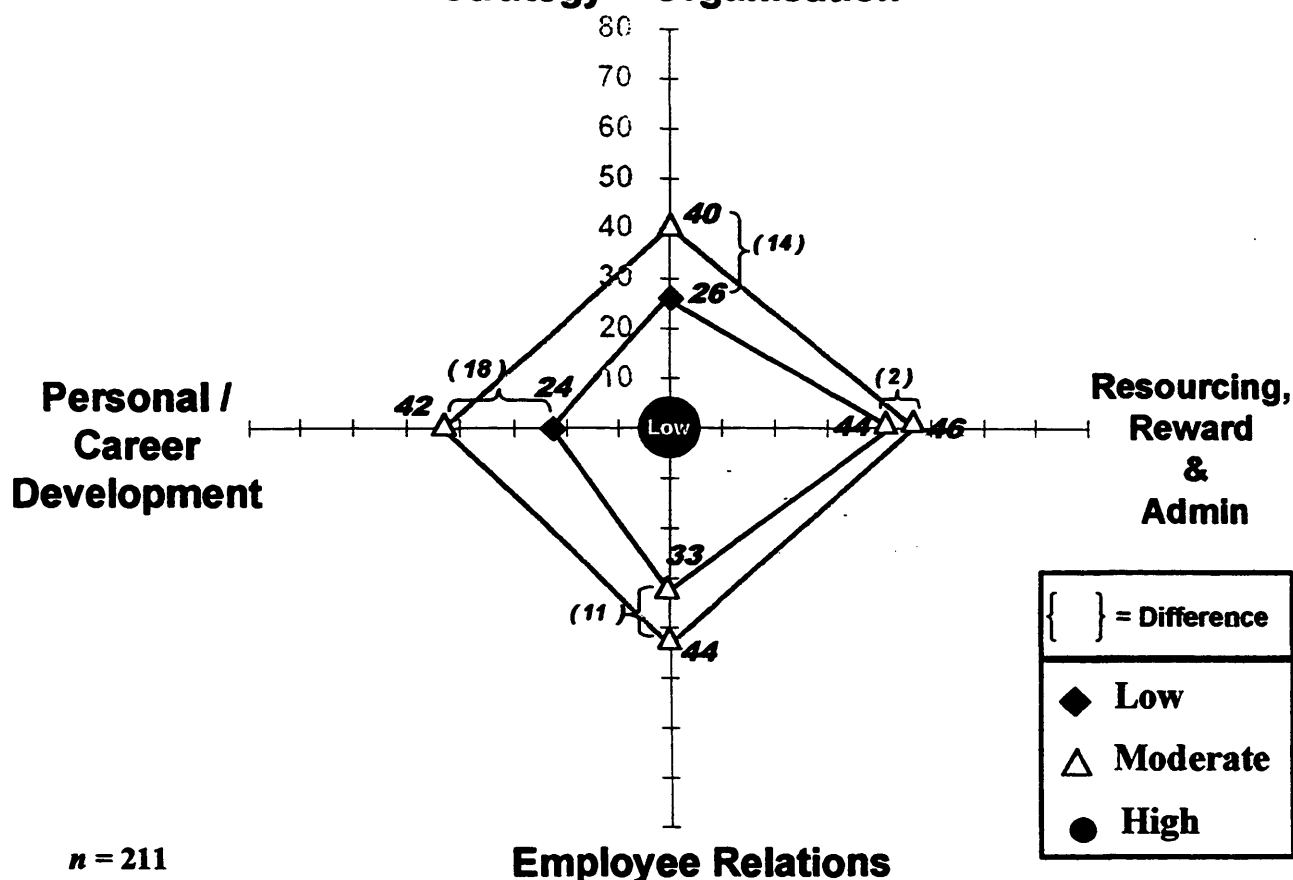 80
70
60
50
40
30
20
10
40
(14)
26
(18)
24
42
(2)
44
46
Low
Personal /
Career
Development
Resourcing,
Reward
&
Admin
33
(11)
44
{ } = Difference
Low
Moderate
High
n = 211
Employee Relations